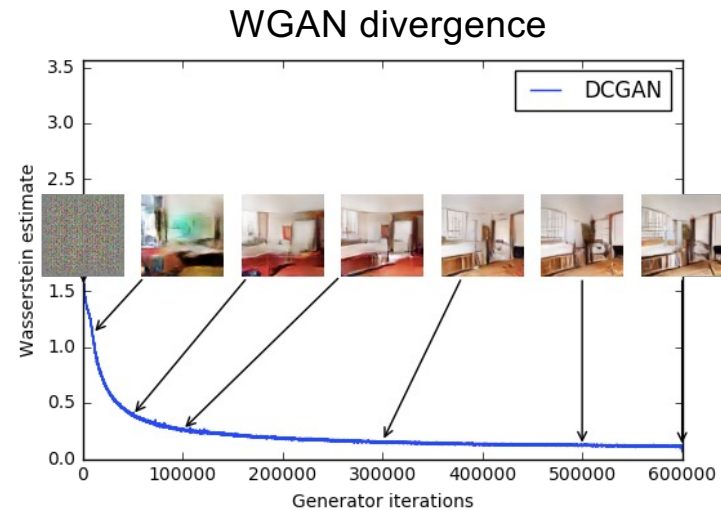 WGAN divergence
3.5
3.0
2.5
1.5
1.0
0.5
0.0
Wasserstein estimate
DCGAN
0 100000 200000 300000 400000 500000 600000
Generator iterations